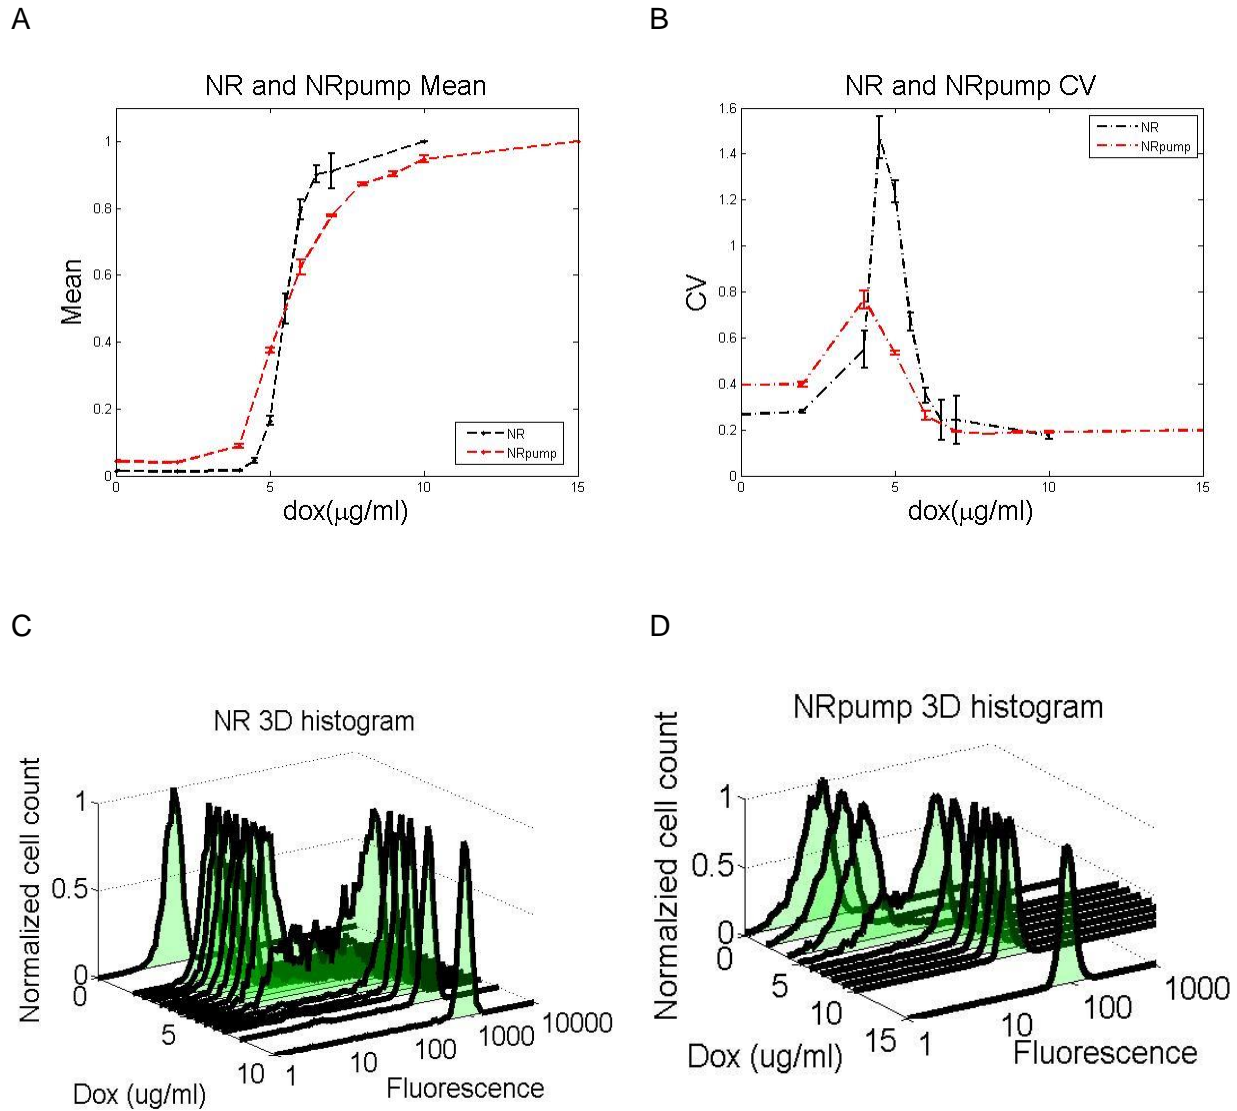 A
B
NR and NRpump Mean
1
0.8
0.6
0.4
0.2
0
0
5
10
15
Mean
dox(μg/ml)
NR
NRpump
NR and NRpump CV
1.6
1.4
1.2
1
0.8
0.6
0.4
0.2
0
0
5
10
15
CV
dox(μg/ml)
NR
NRpump
C
D
NR 3D histogram
Normalized cell count
1
0.5
0
0
5
10
1
10
100
1000
10000
Dox (ug/ml)
Fluorescence
NRpump 3D histogram
Normalzied cell count
1
0.5
0
0
5
10
15
1
10
100
1000
Dox (ug/ml)
Fluorescence